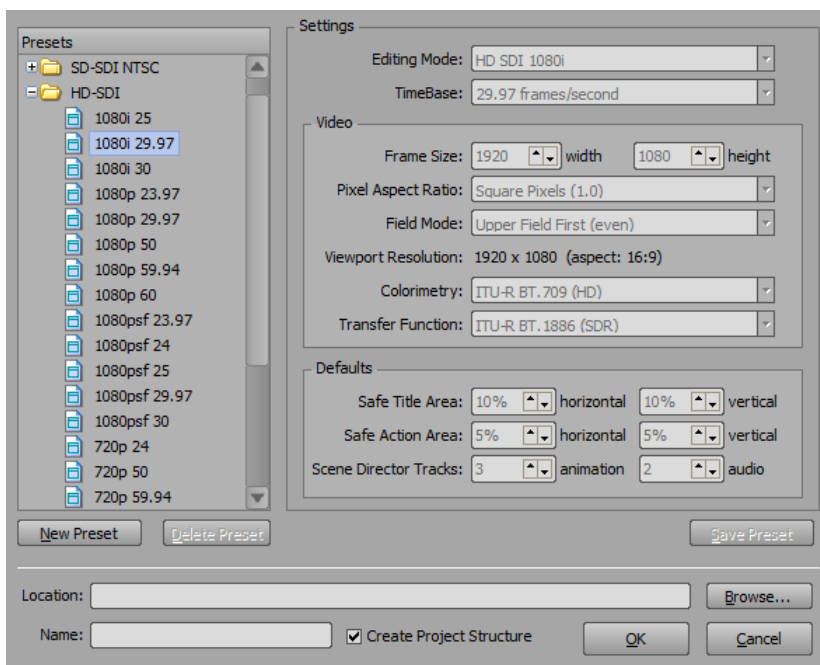 Presets
SD-SDI NTSC
HD-SDI
1080i 25
1080i 29.97
1080i 30
1080p 23.97
1080p 29.97
1080p 50
1080p 59.94
1080p 60
1080psf 23.97
1080psf 24
1080psf 25
1080psf 29.97
1080psf 30
720p 24
720p 50
720p 59.94
New Preset Delete Preset
Settings
Editing Mode: HD SDI 1080i
TimeBase: 29.97 frames/second
Video
Frame Size: 1920 width 1080 height
Pixel Aspect Ratio: Square Pixels (1.0)
Field Mode: Upper Field First (even)
Viewport Resolution: 1920 x 1080 (aspect: 16:9)
Colorimetry: ITU-R BT.709 (HD)
Transfer Function: ITU-R BT.1886 (SDR)
Defaults
Safe Title Area: 10% horizontal 10% vertical
Safe Action Area: 5% horizontal 5% vertical
Scene Director Tracks: 3 animation 2 audio
Save Preset
Location: Browse...
Name: Create Project Structure OK Cancel